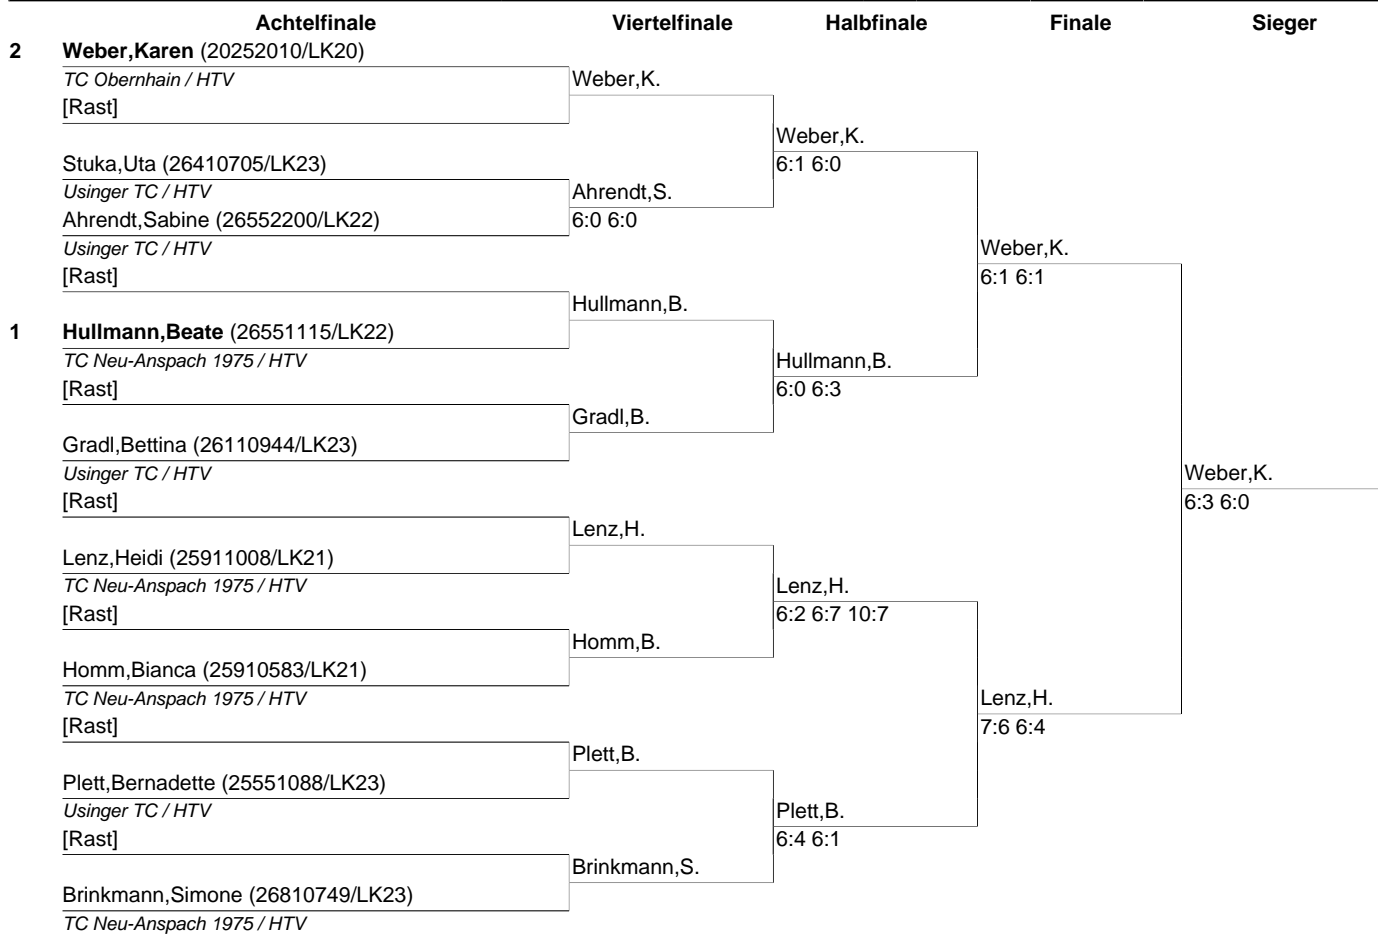 Achtelfinale Viertelfinale Halbfinale Finale Sieger
2 Weber,Karen (20252010/LK20)
TC Obernhain / HTV Weber,K.
[Rast]
Weber,K.
Stuka,Uta (26410705/LK23) 6:1 6:0
Usinger TC / HTV Ahrendt,S.
Ahrendt,Sabine (26552200/LK22) 6:0 6:0
Usinger TC / HTV Weber,K.
[Rast] 6:1 6:1
Hullmann,B.
1 Hullmann,Beate (26551115/LK22)
TC Neu-Anspach 1975 / HTV Hullmann,B.
[Rast] 6:0 6:3
Gradl,B.
Gradl,Bettina (26110944/LK23)
Usinger TC / HTV Weber,K.
[Rast] 6:3 6:0
Lenz,H.
Lenz,Heidi (25911008/LK21)
TC Neu-Anspach 1975 / HTV Lenz,H.
[Rast] 6:2 6:7 10:7
Homm,B.
Homm,Bianca (25910583/LK21)
TC Neu-Anspach 1975 / HTV Lenz,H.
[Rast] 7:6 6:4
Plett,B.
Plett,Bernadette (25551088/LK23)
Usinger TC / HTV Plett,B.
[Rast] 6:4 6:1
Brinkmann,S.
Brinkmann,Simone (26810749/LK23)
TC Neu-Anspach 1975 / HTV